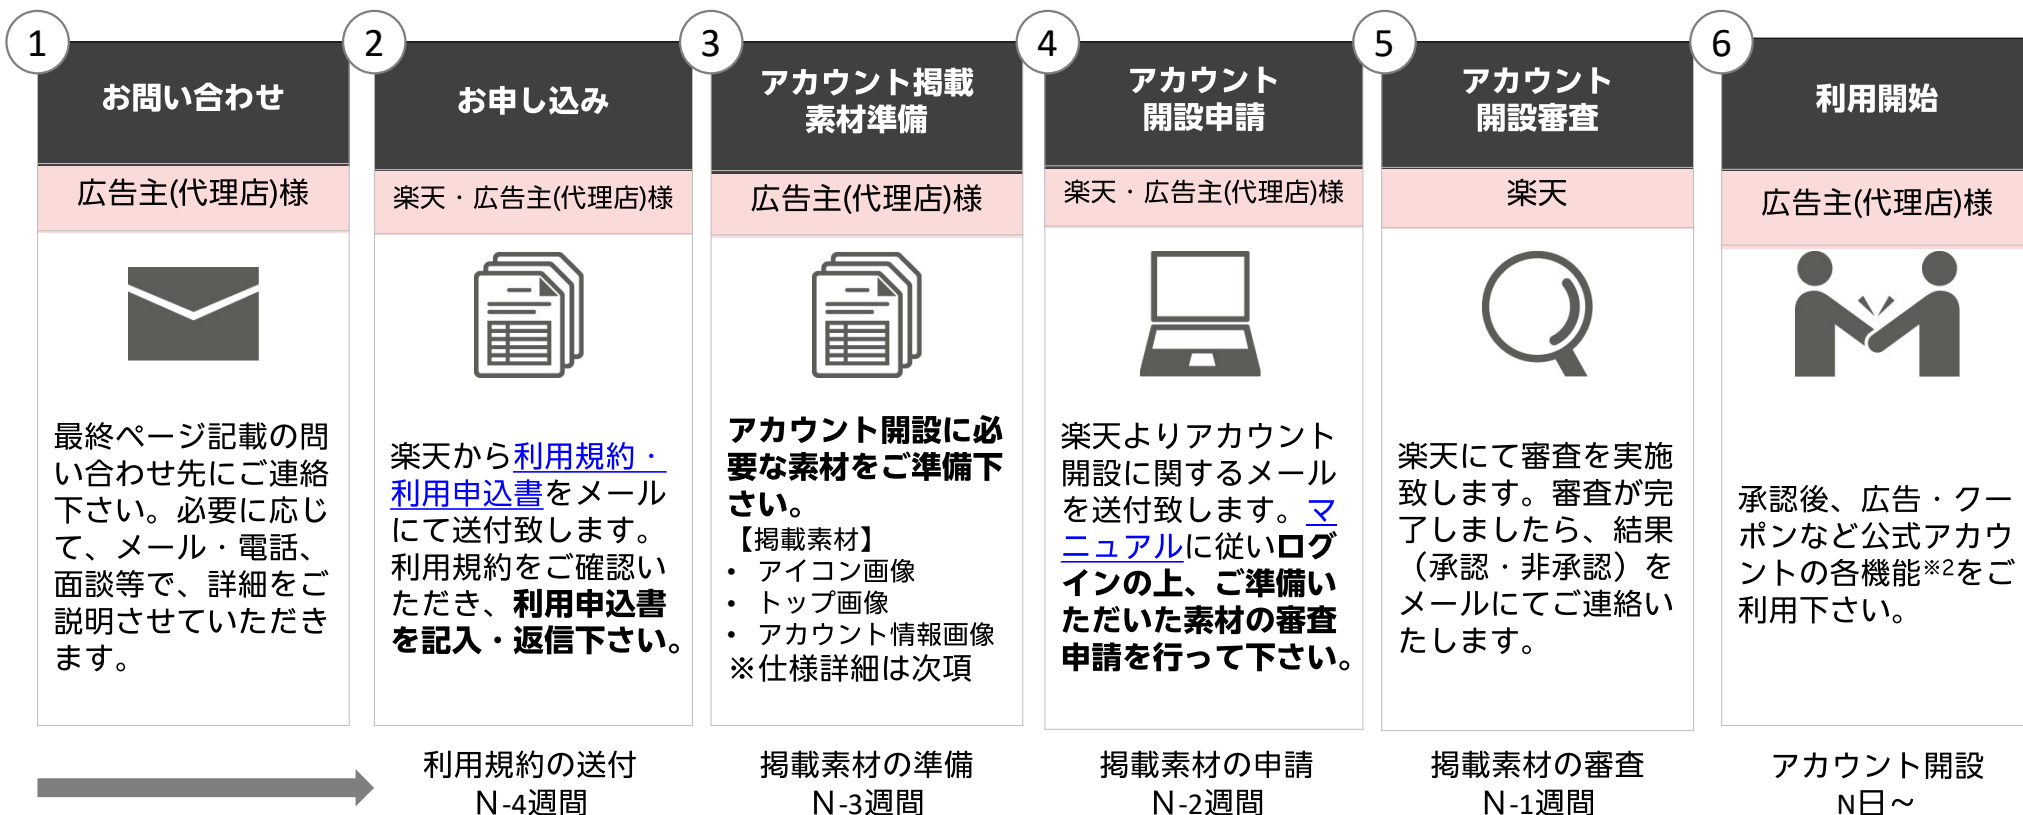 1
お問い合わせ
広告主(代理店)様
最終ページ記載の問
い合わせ先にご連絡
下さい。必要に応じ
て、メール・電話、
面談等で、詳細をご
説明させていただき
ます。
2
お申し込み
楽天・広告主(代理店)様
楽天から利用規約・
利用申込書をメール
にて送付致します。
利用規約をご確認い
ただき、利用申込書
を記入・返信下さい。
利用規約の送付
N-4週間
3
アカウント掲載
素材準備
広告主(代理店)様
アカウント開設に必
要な素材をご準備下
さい。
【掲載素材】
• アイコン画像
• トップ画像
• アカウント情報画像
※仕様詳細は次項
掲載素材の準備
N-3週間
4
アカウント
開設申請
楽天・広告主(代理店)様
楽天よりアカウント
開設に関するメール
を送付致します。マ
ニュアルに従いログ
インの上、ご準備い
ただいた素材の審査
申請を行って下さい。
掲載素材の申請
N-2週間
5
アカウント
開設審査
楽天
楽天にて審査を実施
致します。審査が完
了しましたら、結果
（承認・非承認）を
メールにてご連絡い
たします。
掲載素材の審査
N-1週間
6
利用開始
広告主(代理店)様
承認後、広告・クー
ポンなど公式アカウ
ントの各機能※2をご
利用下さい。
アカウント開設
N日～